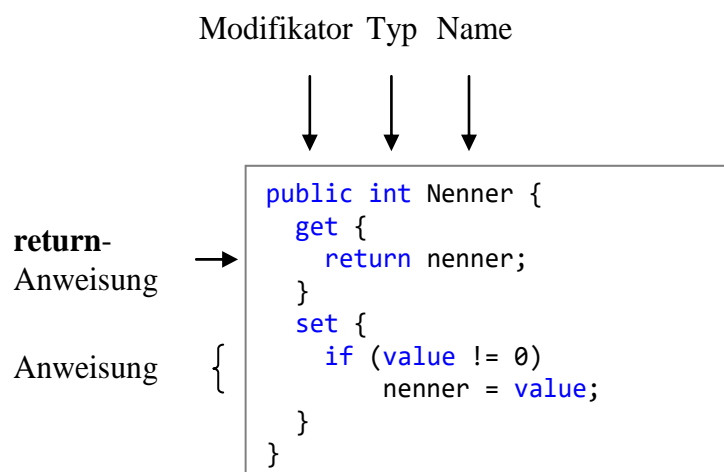 Modifikator Typ Name
public int Nenner {
get {
return-
Anweisung
return nenner;
}
set {
Anweisung {
if (value != 0)
nenner = value;
}
}